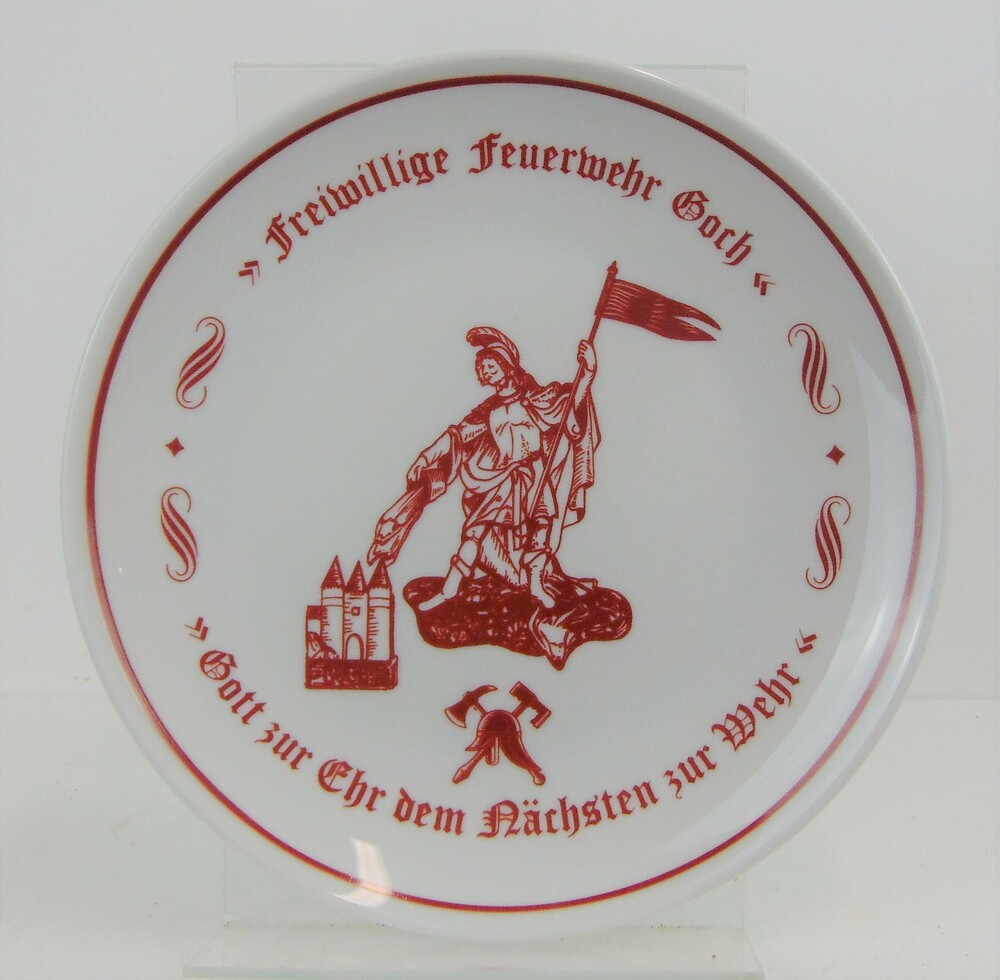 » Freiwillige Feuerwehr Goch «
» Gott zur Ehr dem Nächsten zur Wehr «